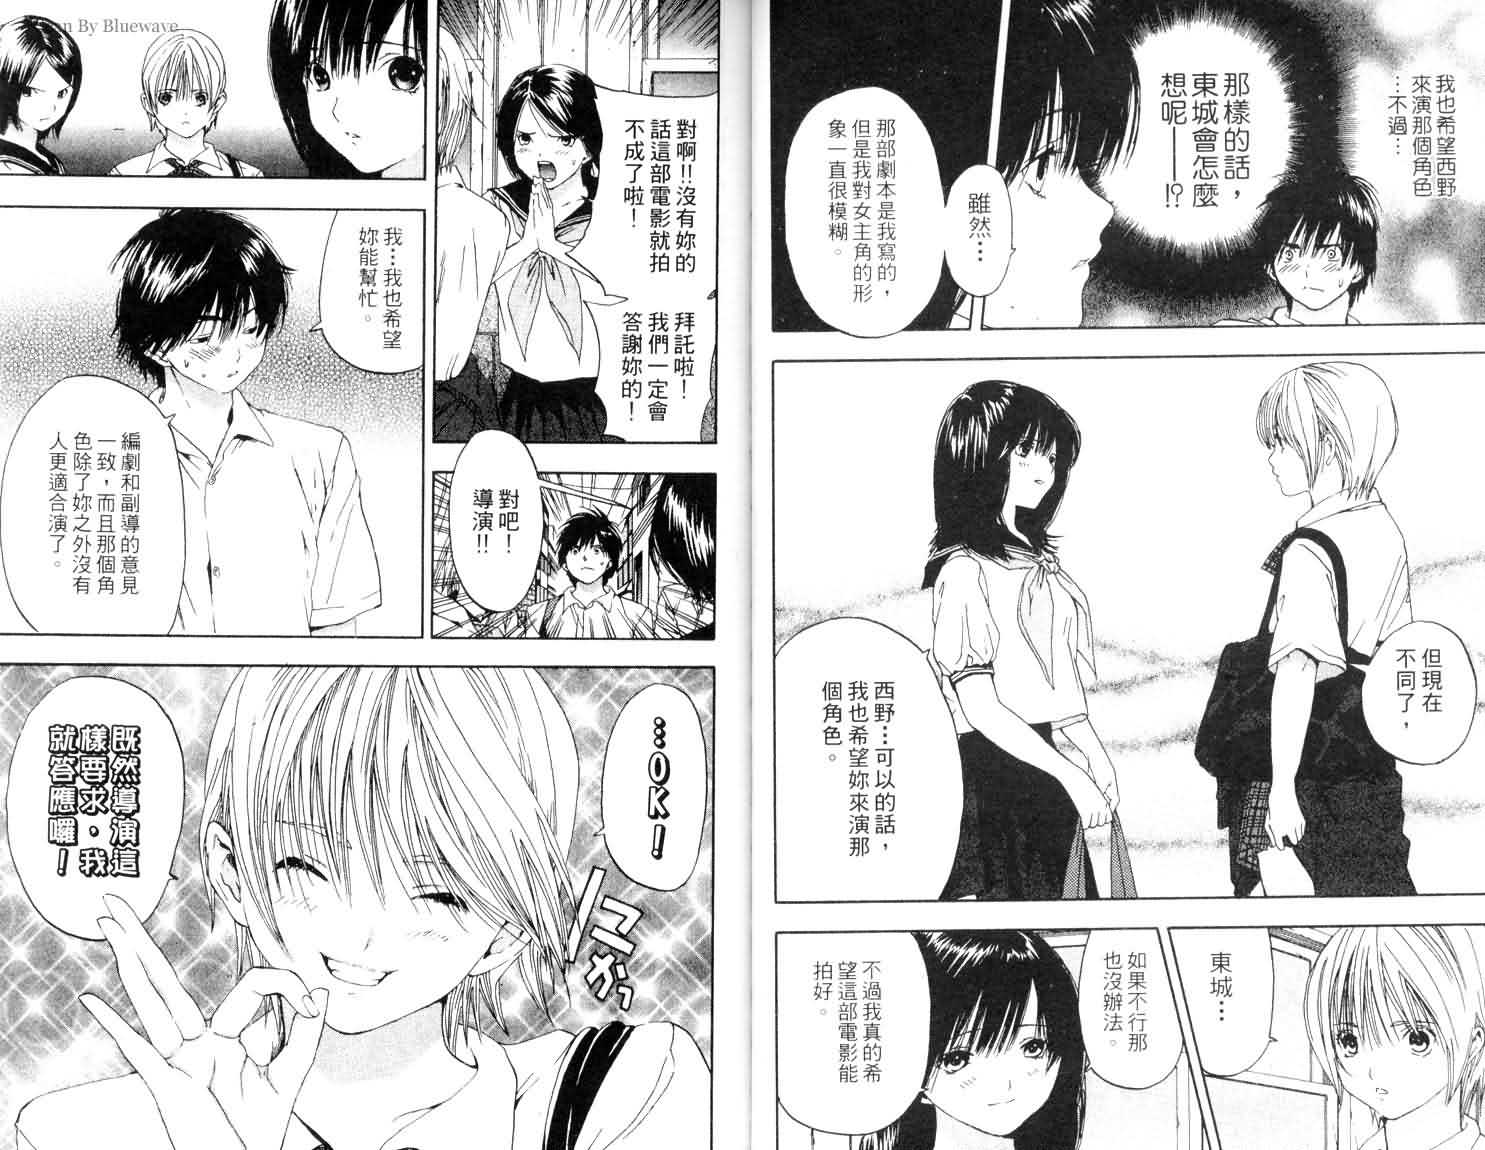 我也希望西野
來演那個角色
…不過…
那樣的話，
東城會怎麼
想呢——!?
雖然…
那部劇本是我寫的，
但是我對女主角的形
象一直很模糊。
但現在
不同了，
西野…可以的話，
我也希望妳來演那
個角色。
東城…
如果不行那
也沒辦法。
不過我真的希
望這部電影能
拍好。
對啊!!沒有妳的
話這部電影就拍
不成了啦！
拜託啦！
我們一定會
答謝妳的！
我…我也希望
妳能幫忙。
編劇和副導的意見
一致，而且那個角
色除了妳之外沒有
人更適合演了。
對吧！
導演!!
…OK！
ニコッ
既然導演這
樣要求，我
就答應囉！
By Bluewave